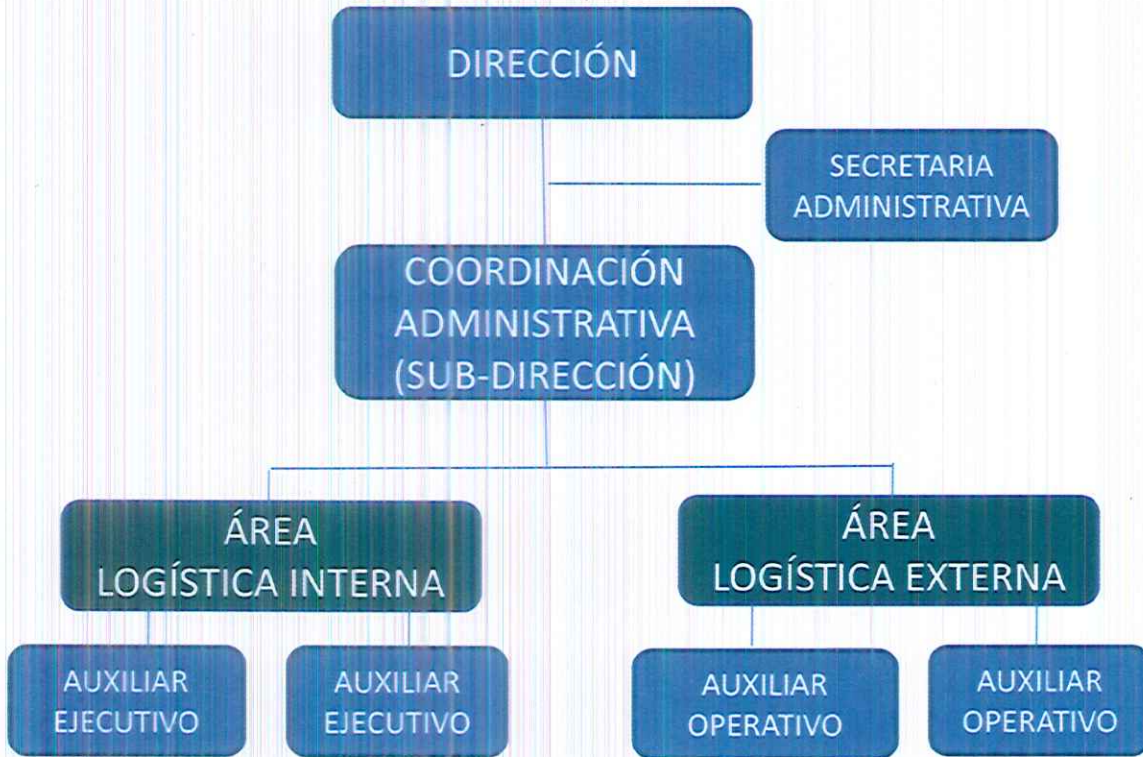 DIRECCIÓN
SECRETARIA
ADMINISTRATIVA
COORDINACIÓN
ADMINISTRATIVA
(SUB-DIRECCIÓN)
ÁREA
LOGÍSTICA INTERNA
ÁREA
LOGÍSTICA EXTERNA
AUXILIAR
EJECUTIVO
AUXILIAR
EJECUTIVO
AUXILIAR
OPERATIVO
AUXILIAR
OPERATIVO